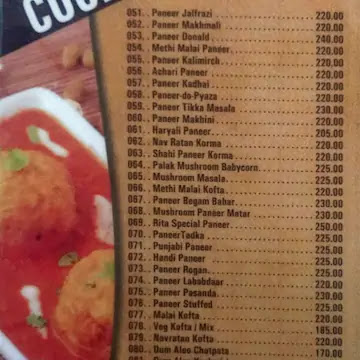 COO
051. . Paneer Jaffrazi 220.00
052. . Paneer Makhmali 220.00
053. . Paneer Donald 240.00
054. . Methi Malai Paneer 220.00
055. . Paneer Kalimirch 220.00
056. . Azhari Paneer 220.00
057. . Paneer Kadhai 220.00
058. . Paneer-do-Pyaza 220.00
059. . Paneer Tikka Masala 230.00
060. . Paneer Makhini 220.00
061. . Haryali Paneer 205.00
062. . Nav Ratan Korma 220.00
063. . Shahi Paneer Korma 220.00
064. . Palak Mushroom Babycorn 225.00
065. . Mushroom Masala 225.00
066. . Methi Malai Kofta 220.00
067. . Paneer Begam Bahar 230.00
068. . Mushroom Paneer Matar 230.00
069. . Rita Special Paneer 250.00
070. . PaneerTadka 225.00
071. . Punjabi Paneer 225.00
072. . Handi Paneer 225.00
073. . Paneer Rogan 225.00
074. . Paneer Lababdaar 220.00
075. . Paneer Pasanda 230.00
076. . Paneer Stuffed 225.00
077. . Malai Kofta 220.00
078. . Veg Kofta / Mix 185.00
079. . Navratan Kofta 220.00
080. . Dum Aloo Chatpata 170.00